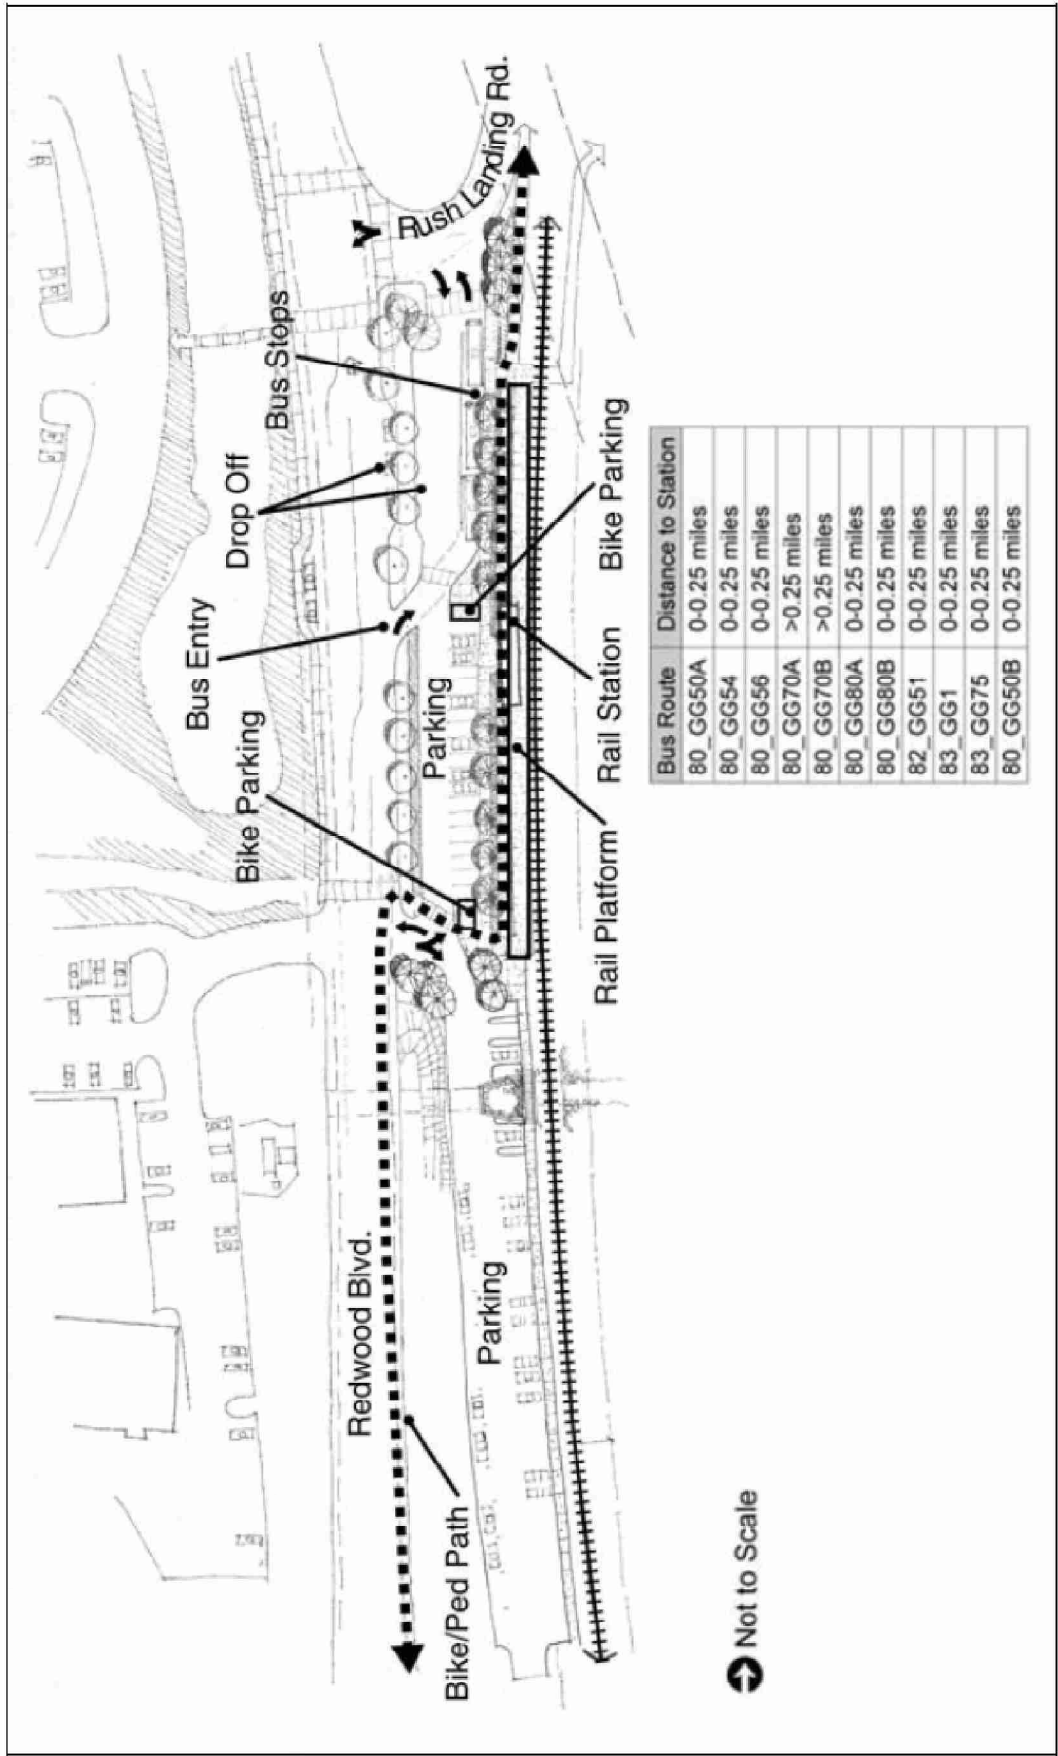 Rush Landing Rd.
Bus Stops
Drop Off
Bus Entry
Bike Parking
Parking
Redwood Blvd.
Parking
Bike/Ped Path
Bike Parking
Rail Station
Rail Platform
Bus Route Distance to Station
80_GG50A 0-0.25 miles
80_GG54 0-0.25 miles
80_GG56 0-0.25 miles
80_GG70A >0.25 miles
80_GG70B >0.25 miles
80_GG80A 0-0.25 miles
80_GG80B 0-0.25 miles
82_GG51 0-0.25 miles
83_GG1 0-0.25 miles
83_GG75 0-0.25 miles
80_GG50B 0-0.25 miles
Not to Scale